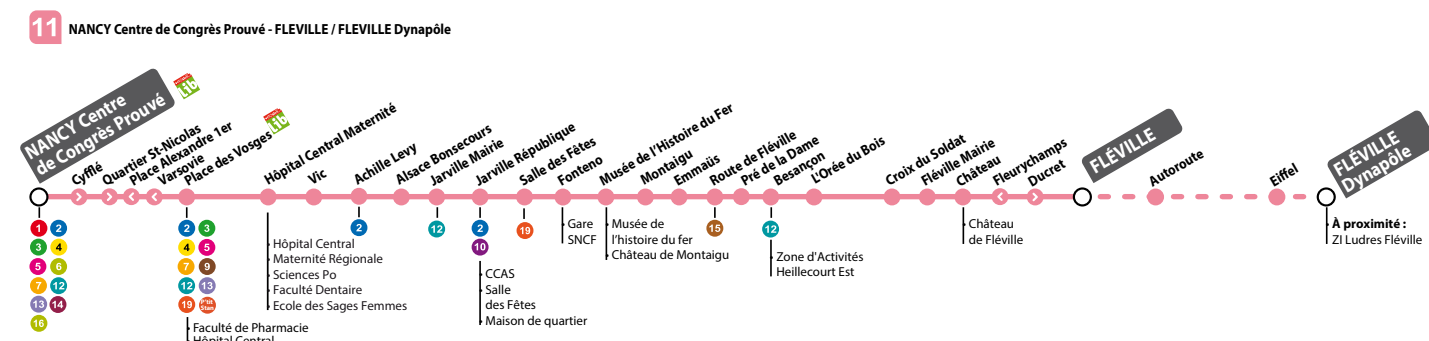 11 NANCY Centre de Congrès Prouvé - FLEVILLE / FLEVILLE Dynapôle
NANCY Centre
de Congrès Prouvé
Lib
Cyfflé
Quartier St-Nicolas
Place Alexandre 1er
Varsovie
Place des Vosges
Lib
Hôpital Central Maternité
Vic
Achille Levy
Alsace Bonsecours
Jarville Mairie
Jarville République
Salle des Fêtes
Fonteno
Musée de l'Histoire du Fer
Montaigu
Emmaüs
Route de Fléville
Pré de la Dame
Besançon
L'Orée du Bois
Croix du Soldat
Fléville Mairie
Château
Fleurychamps
Ducret
FLÉVILLE
Autoroute
Eiffel
FLÉVILLE
Dynapôle
1 2
3 4
5 6
7 12
13 14
16
2 3
4 5
7 9
12 13
19 P'tit Stan
Faculté de Pharmacie
Hôpital Central
Hôpital Central
Maternité Régionale
Sciences Po
Faculté Dentaire
Ecole des Sages Femmes
2
12
2
10
CCAS
Salle
des Fêtes
Maison de quartier
19
Gare
SNCF
Musée de
l'histoire du fer
Château de Montaigu
15
12
Zone d'Activités
Heillecourt Est
Château
de Fléville
À proximité :
ZI Ludres Fléville